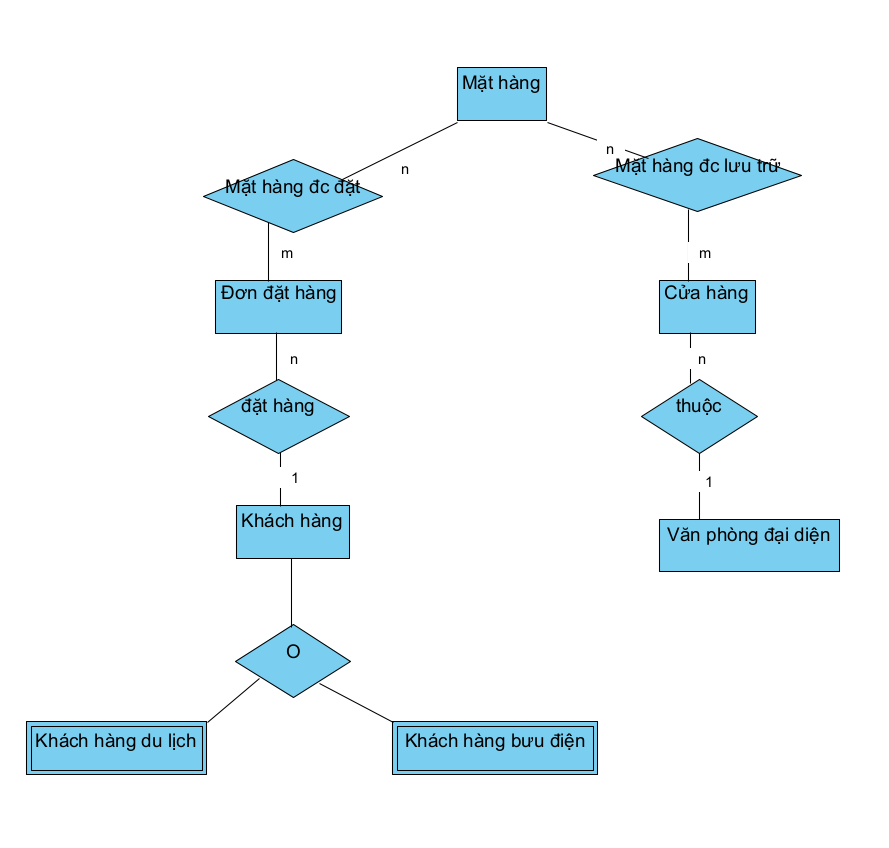 Mặt hàng
n
n
Mặt hàng đc đặt
Mặt hàng đc lưu trữ
m
m
Đơn đặt hàng
Cửa hàng
n
n
đặt hàng
thuộc
1
1
Khách hàng
Văn phòng đại diện
O
Khách hàng du lịch
Khách hàng bưu điện